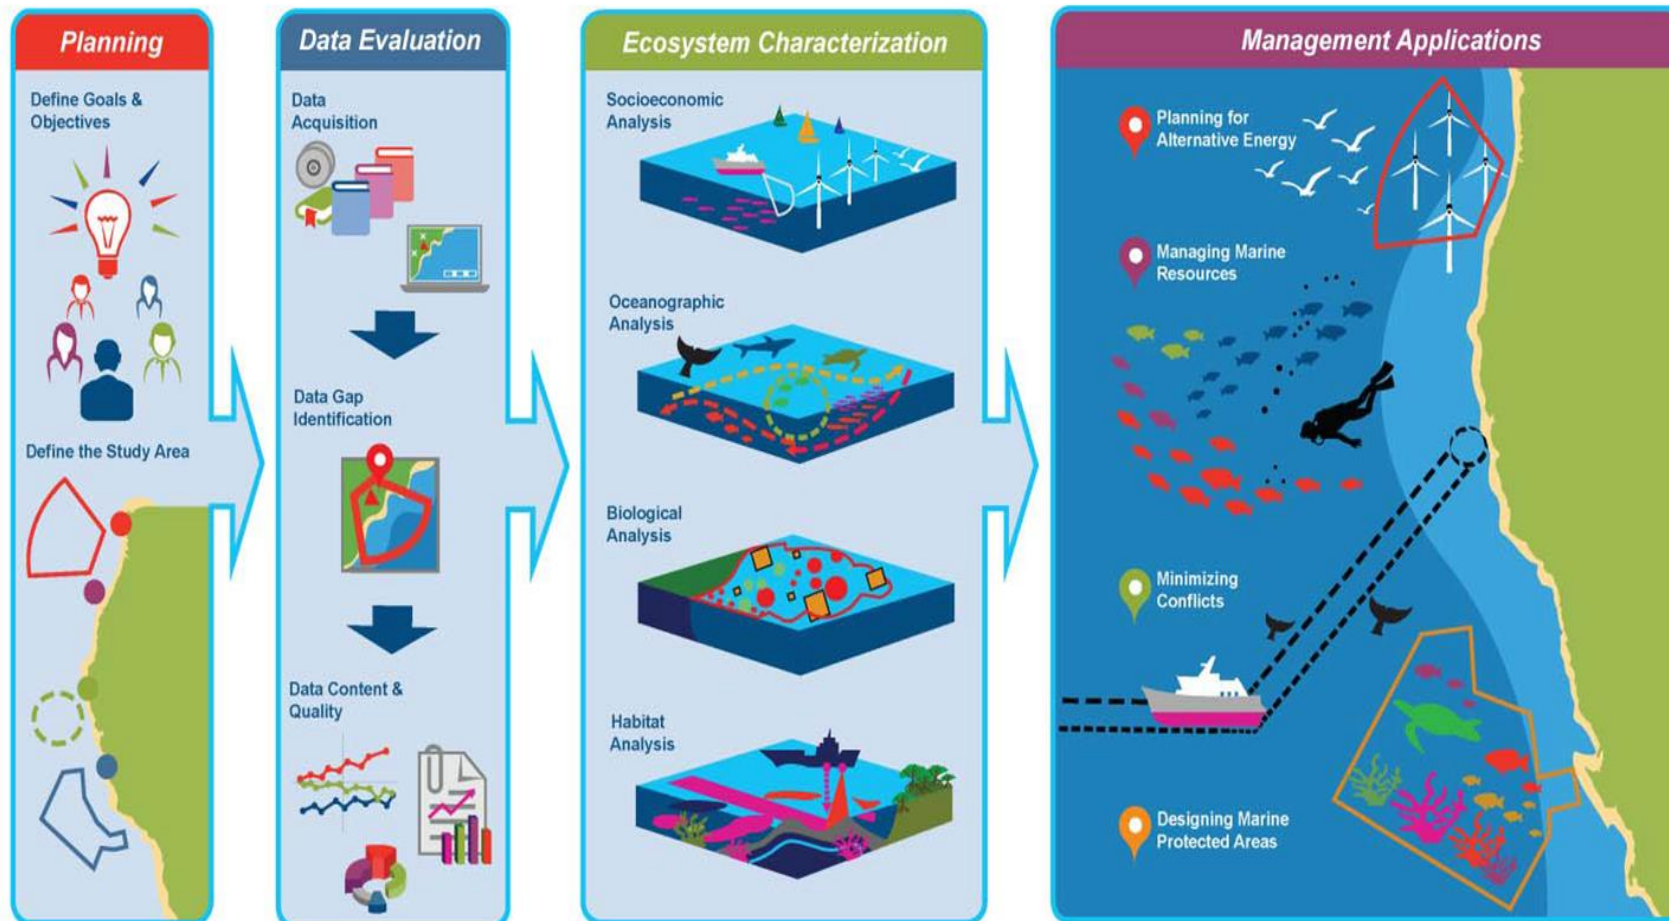 Planning
Define Goals &
Objectives
Define the Study Area
Data Evaluation
Data
Acquisition
Data Gap
Identification
Data Content &
Quality
Ecosystem Characterization
Socioeconomic
Analysis
Oceanographic
Analysis
Biological
Analysis
Habitat
Analysis
Management Applications
Planning for
Alternative Energy
Managing Marine
Resources
Minimizing
Conflicts
Designing Marine
Protected Areas